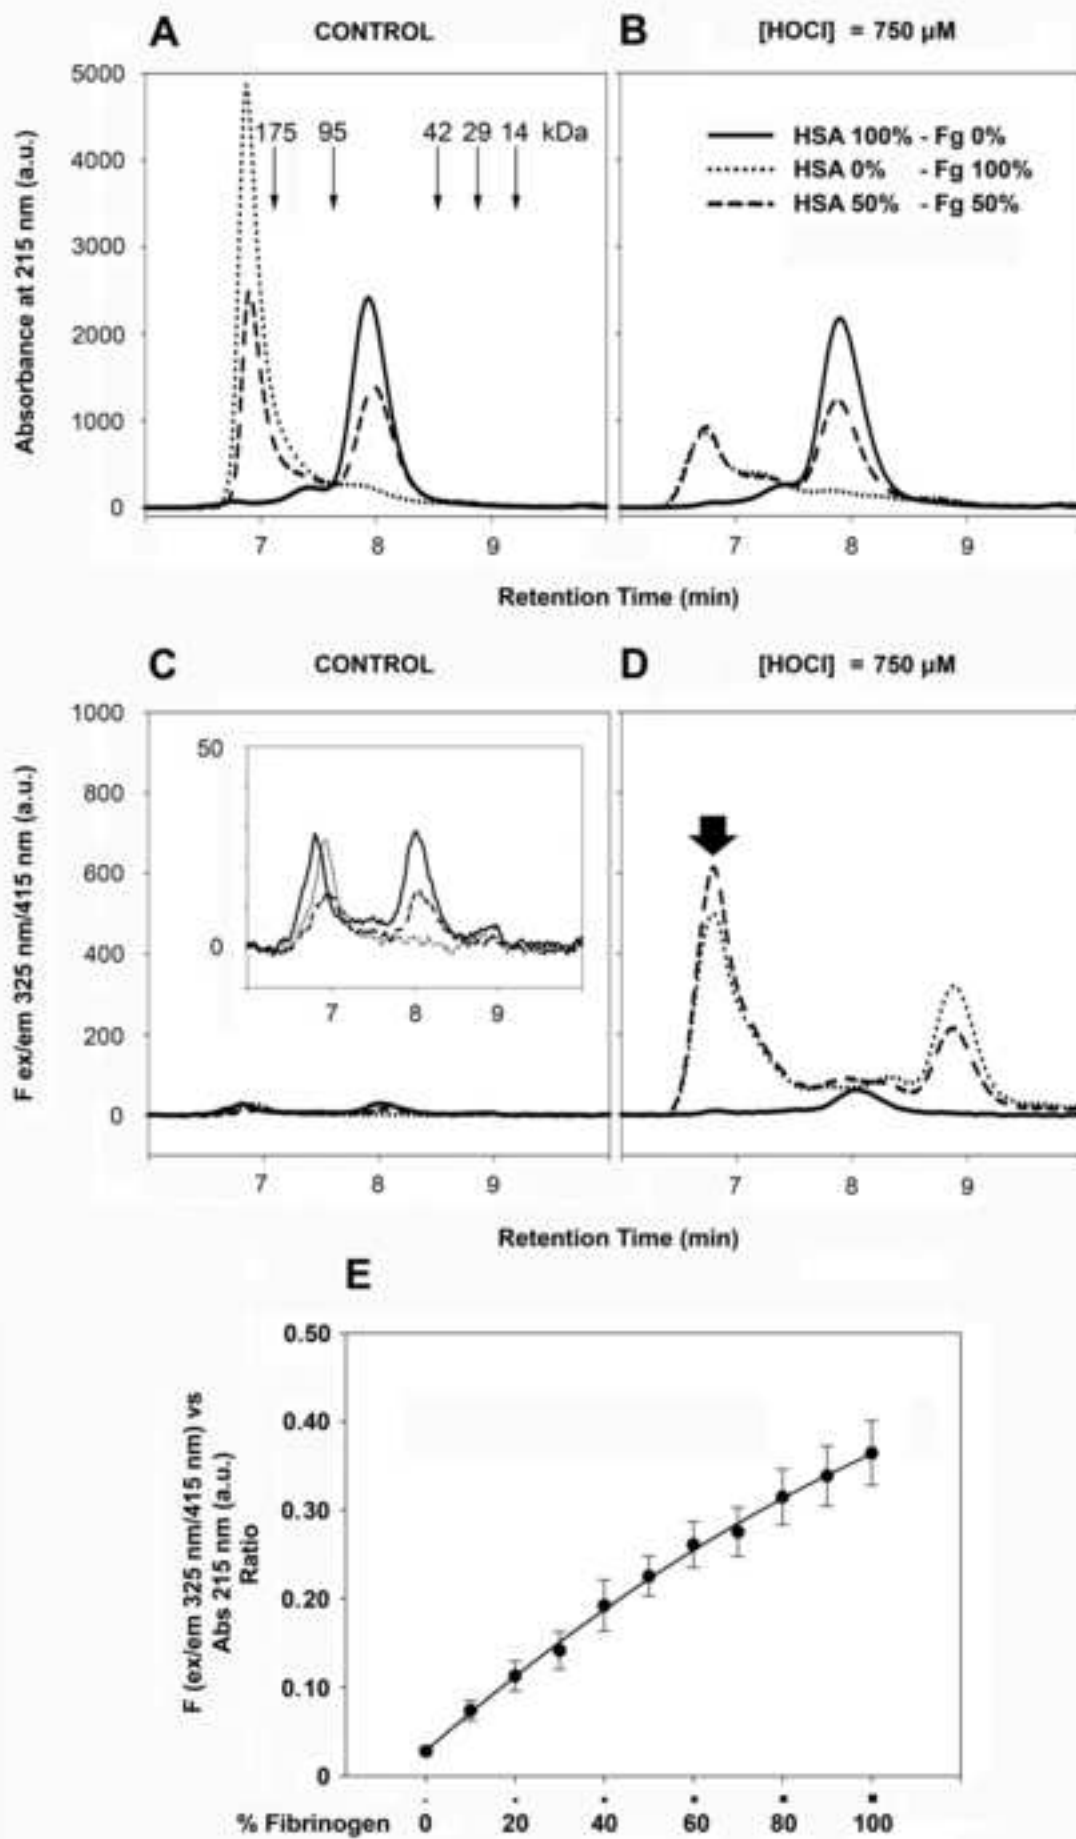 A CONTROL
B [HOCl] = 750 µM
5000
4000
3000
2000
1000
0
Absorbance at 215 nm (a.u.)
175 95 42 29 14 kDa
HSA 100% - Fg 0%
HSA 0% - Fg 100%
HSA 50% - Fg 50%
7 8 9
7 8 9
Retention Time (min)
C CONTROL
D [HOCl] = 750 µM
1000
800
600
400
200
0
F ex/em 325 nm/415 nm (a.u.)
50
0
7 8 9
7 8 9
7 8 9
Retention Time (min)
E
0.50
0.40
0.30
0.20
0.10
0
F (ex/em 325 nm/415 nm) vs
Abs 215 nm (a.u.)
Ratio
% Fibrinogen 0 20 40 60 80 100